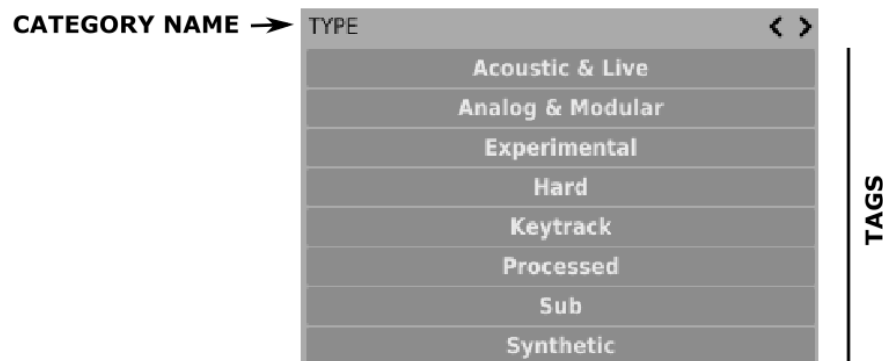 CATEGORY NAME → TYPE < >
Acoustic & Live
Analog & Modular
Experimental
Hard
Keytrack
Processed
Sub
Synthetic
TAGS